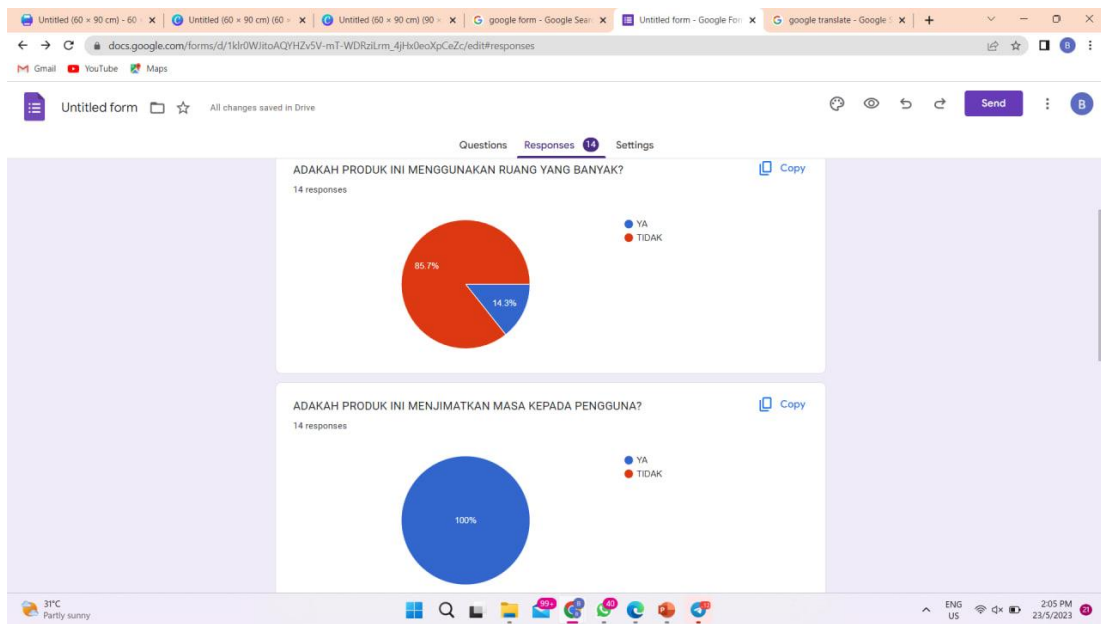 Untitled (60 × 90 cm) - 60
Untitled (60 × 90 cm) (60
Untitled (60 × 90 cm) (90 ×
google form - Google Sear
Untitled form - Google For
google translate - Google S
docs.google.com/forms/d/
/edit#responses
Gmail YouTube Maps
B
Untitled form
All changes saved in Drive
Send
B
Questions Responses 14 Settings
ADAKAH PRODUK INI MENGGUNAKAN RUANG YANG BANYAK?
Copy
14 responses
YA
TIDAK
85.7%
14.3%
ADAKAH PRODUK INI MENJIMATKAN MASA KEPADA PENGGUNA?
Copy
14 responses
YA
TIDAK
100%
31°C
Partly sunny
99+
40
ENG
US
2:05 PM
23/5/2023
21